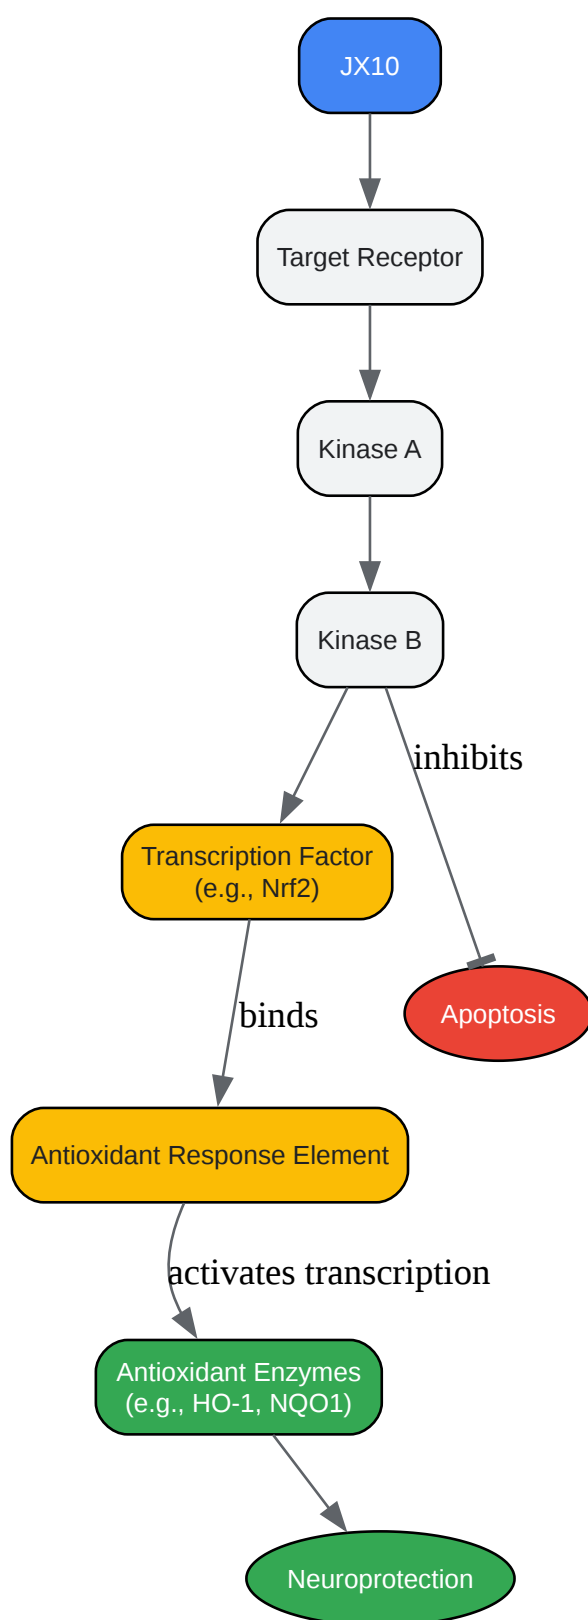 JX10
Target Receptor
Kinase A
Kinase B
inhibits
Transcription Factor
(e.g., Nrf2)
Apoptosis
binds
Antioxidant Response Element
activates transcription
Antioxidant Enzymes
(e.g., HO-1, NQO1)
Neuroprotection